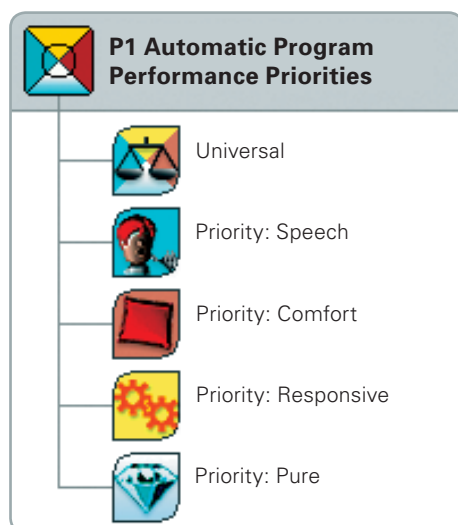 P1 Automatic Program
Performance Priorities
Universal
Priority: Speech
Priority: Comfort
Priority: Responsive
Priority: Pure